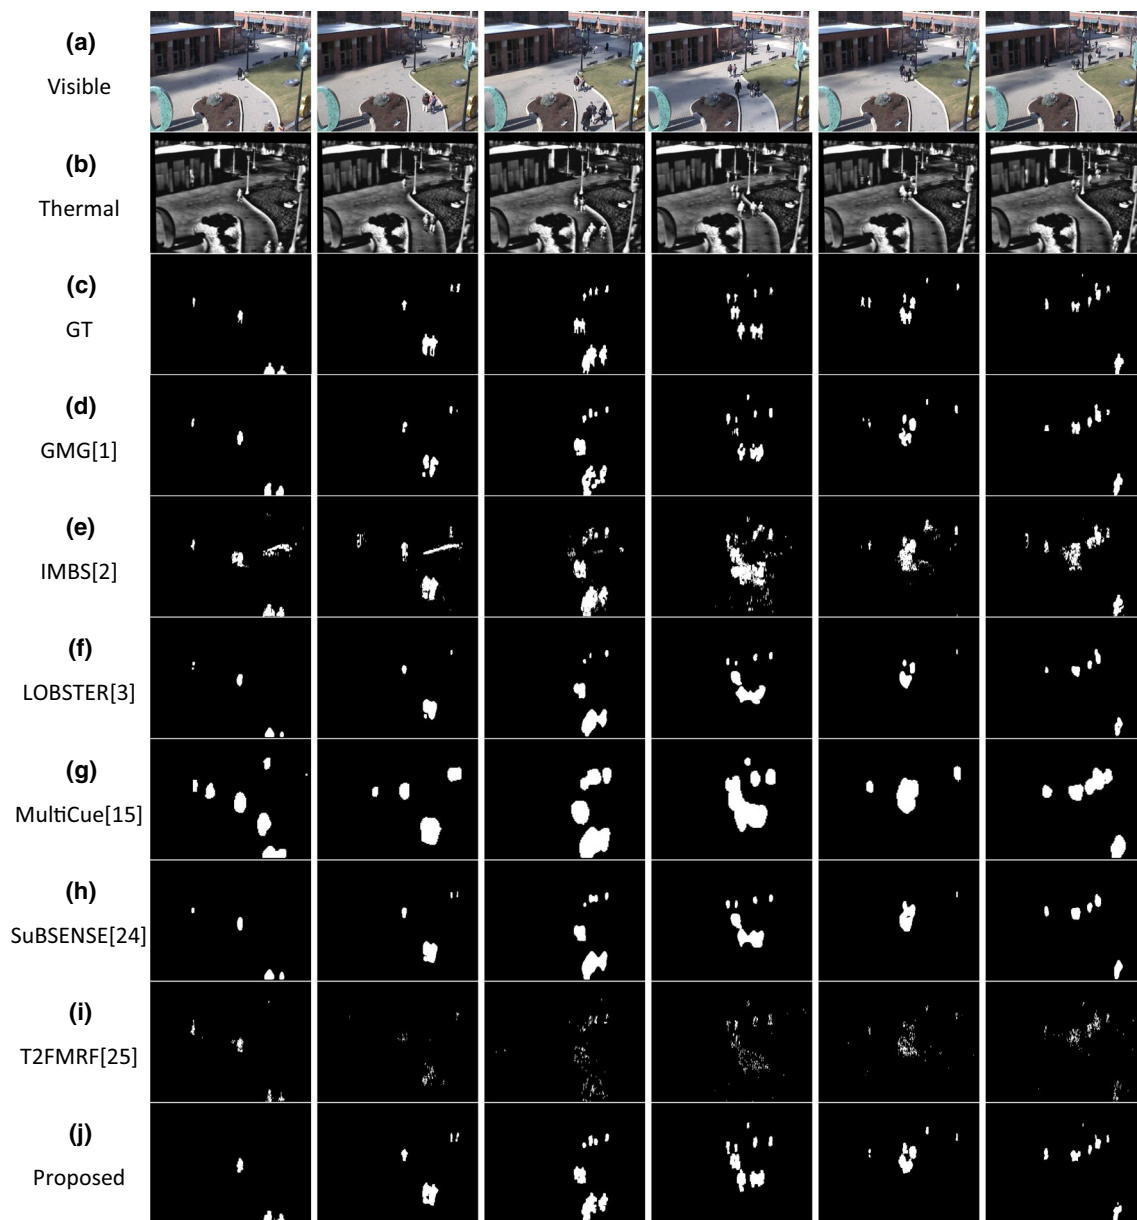 (a)
Visible
(b)
Thermal
(c)
GT
(d)
GMG[1]
(e)
IMBS[2]
(f)
LOBSTER[3]
(g)
MultiCue[15]
(h)
SuBSENSE[24]
(i)
T2FMRF[25]
(j)
Proposed